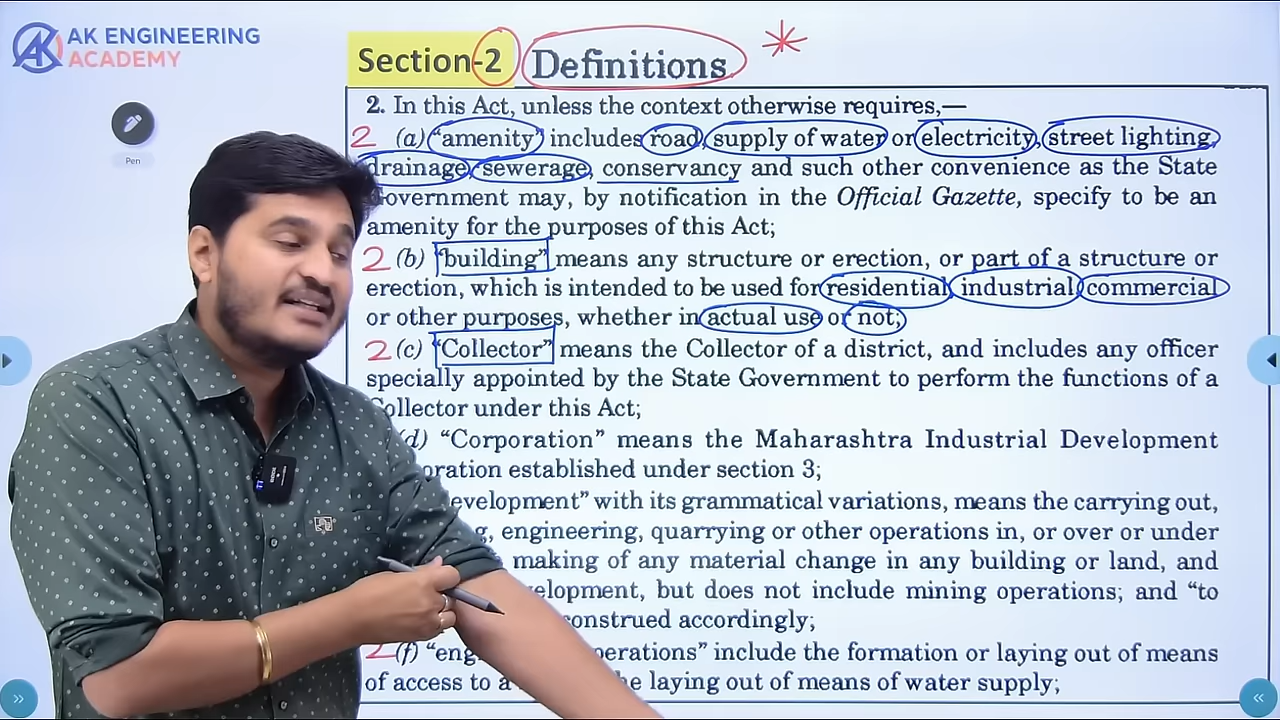 AK ENGINEERING
ACADEMY
Pen
Section-2 Definitions
2. In this Act, unless the context otherwise requires,—
2 (a) “amenity” includes road, supply of water or electricity, street lighting,
drainage, sewerage, conservancy and such other convenience as the State
Government may, by notification in the Official Gazette, specify to be an
amenity for the purposes of this Act;
2 (b) “building” means any structure or erection, or part of a structure or
erection, which is intended to be used for residential, industrial, commercial
or other purposes, whether in actual use or not;
2 (c) “Collector” means the Collector of a district, and includes any officer
specially appointed by the State Government to perform the functions of a
Collector under this Act;
(d) “Corporation” means the Maharashtra Industrial Development
oration established under section 3;
evelopment” with its grammatical variations, means the carrying out,
g, engineering, quarrying or other operations in, or over or under
making of any material change in any building or land, and
elopment, but does not include mining operations; and “to
construed accordingly;
2 (f) “eng erations” include the formation or laying out of means
of access to a he laying out of means of water supply;